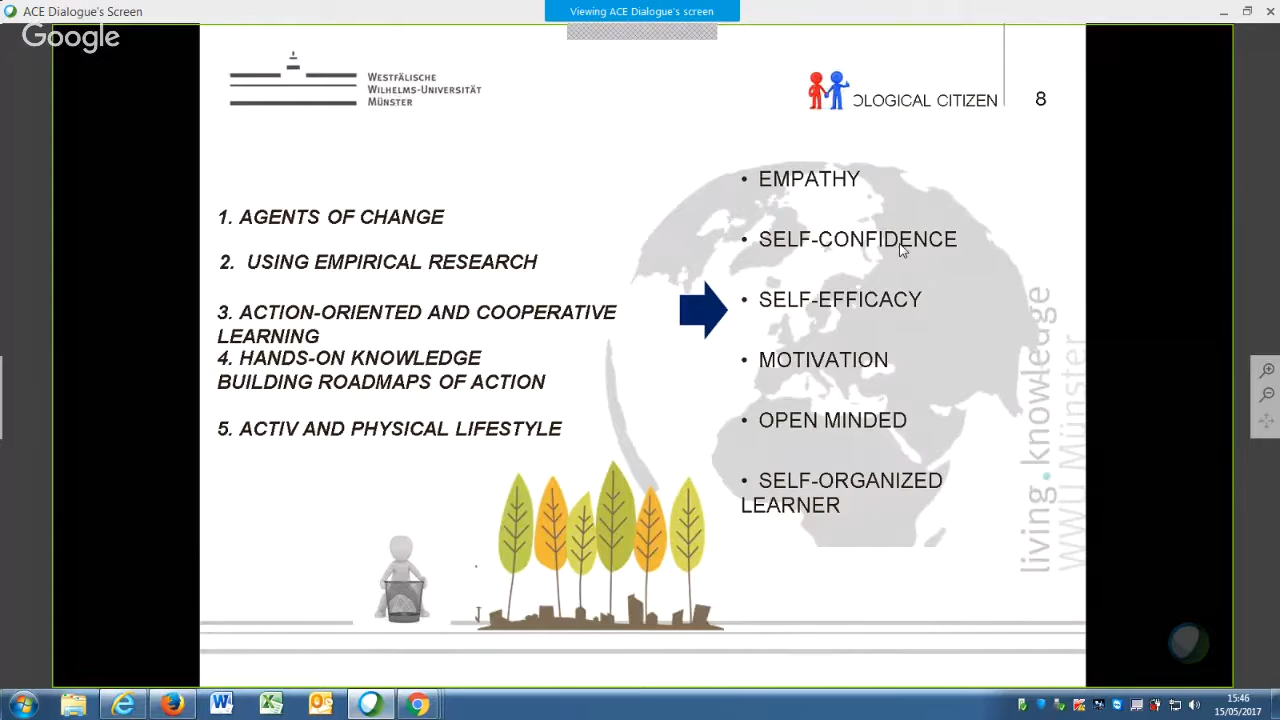 ACE Dialogue's Screen
Viewing ACE Dialogue's screen
Google
WESTFÄLISCHE
WILHELMS-UNIVERSITÄT
MÜNSTER
OLOGICAL CITIZEN
8
1. AGENTS OF CHANGE
2. USING EMPIRICAL RESEARCH
3. ACTION-ORIENTED AND COOPERATIVE
LEARNING
4. HANDS-ON KNOWLEDGE
BUILDING ROADMAPS OF ACTION
5. ACTIV AND PHYSICAL LIFESTYLE
• EMPATHY
• SELF-CONFIDENCE
• SELF-EFFICACY
• MOTIVATION
• OPEN MINDED
• SELF-ORGANIZED
LEARNER
living knowledge
WWU Münster
15:46
15/05/2017